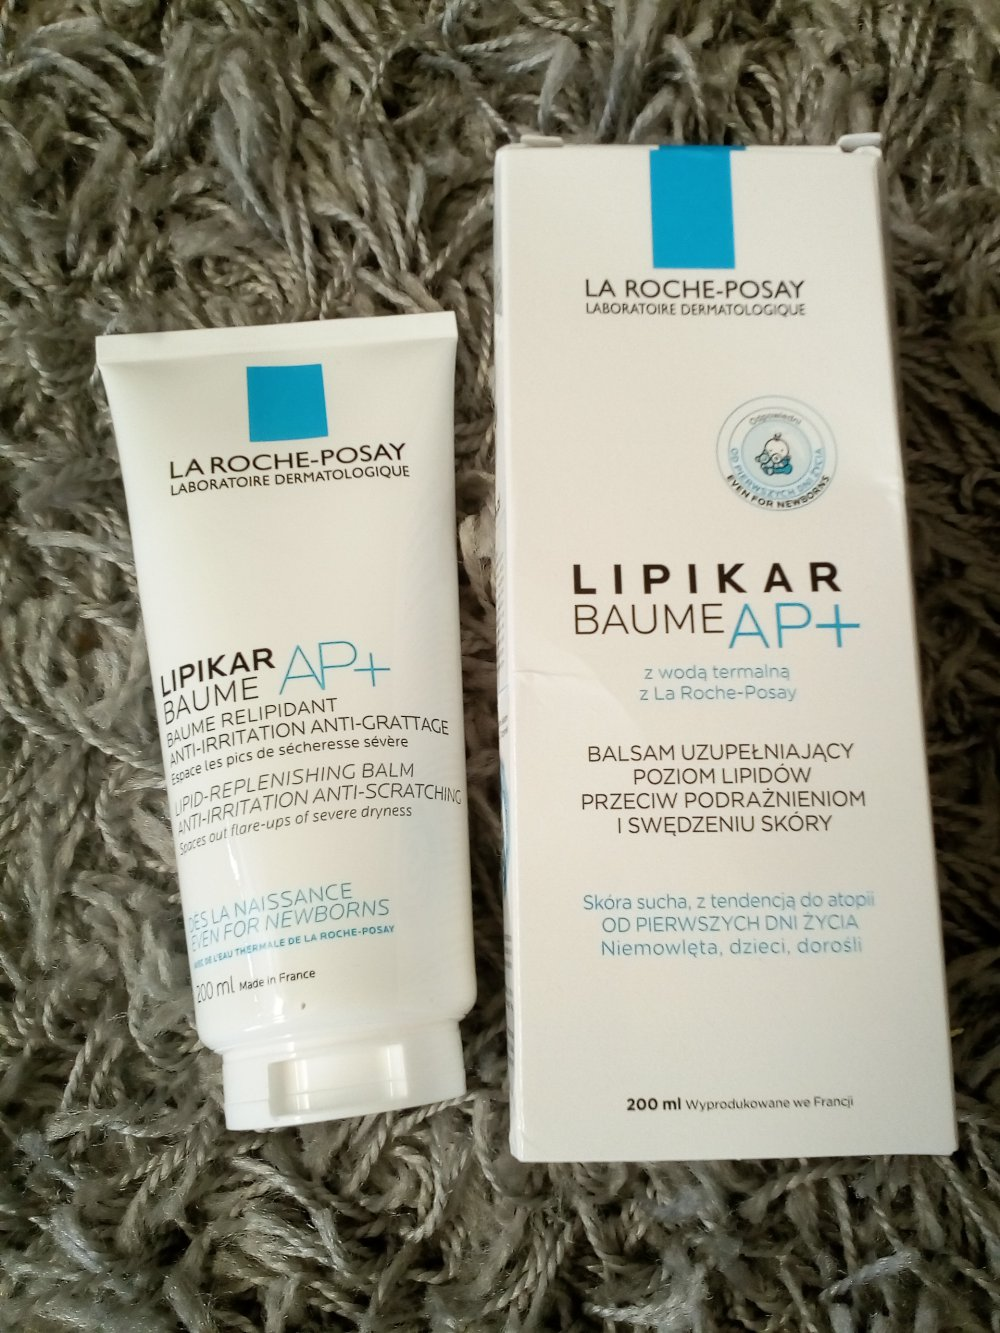 LA ROCHE-POSAY
LABORATOIRE DERMATOLOGIQUE
LIPIKAR
BAUME AP+
BAUME RELIPIDANT
ANTI-IRRITATION ANTI-GRATTAGE
Espace les pics de sécheresse sévère
LIPID-REPLENISHING BALM
ANTI-IRRITATION ANTI-SCRATCHING
Spaces out flare-ups of severe dryness
DÈS LA NAISSANCE
EVEN FOR NEWBORNS
AVEC DE L'EAU THERMALE DE LA ROCHE-POSAY
200 ml Made in France
LA ROCHE-POSAY
LABORATOIRE DERMATOLOGIQUE
Odpowiedni
OD PIERWSZYCH DNI ŻYCIA
EVEN FOR NEWBORNS
LIPIKAR
BAUME AP+
z wodą termalną
z La Roche-Posay
BALSAM UZUPEŁNIAJĄCY
POZIOM LIPIDÓW
PRZECIW PODRAŻNIENIOM
I SWĘDZENIU SKÓRY
Skóra sucha, z tendencją do atopii
OD PIERWSZYCH DNI ŻYCIA
Niemowlęta, dzieci, dorośli
200 ml Wyprodukowane we Francji